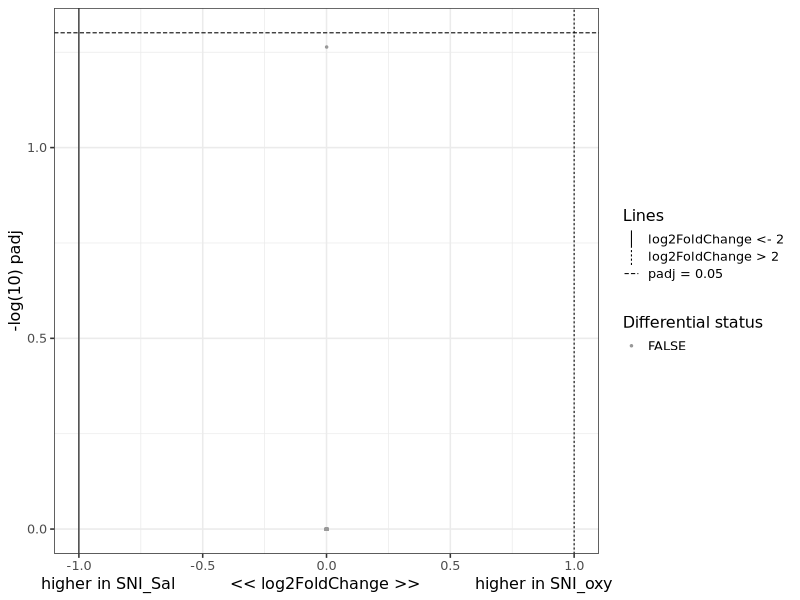 -log(10) padj
1.0
0.5
0.0
-1.0 -0.5 0.0 0.5 1.0
higher in SNI_Sal << log2FoldChange >> higher in SNI_oxy
Lines
log2FoldChange <- 2
log2FoldChange > 2
padj = 0.05
Differential status
FALSE